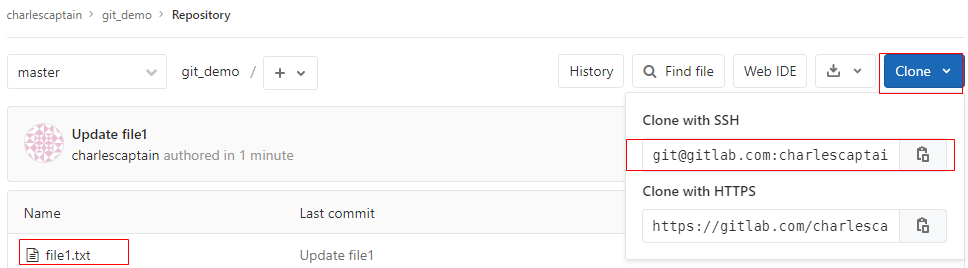 charlescaptain > git_demo > Repository
master git_demo / + History Find file Web IDE Clone
Update file1
charlescaptain authored in 1 minute
Clone with SSH
git@gitlab.com:charlescaptai
Clone with HTTPS
https://gitlab.com/charlesca
Name Last commit
file1.txt Update file1